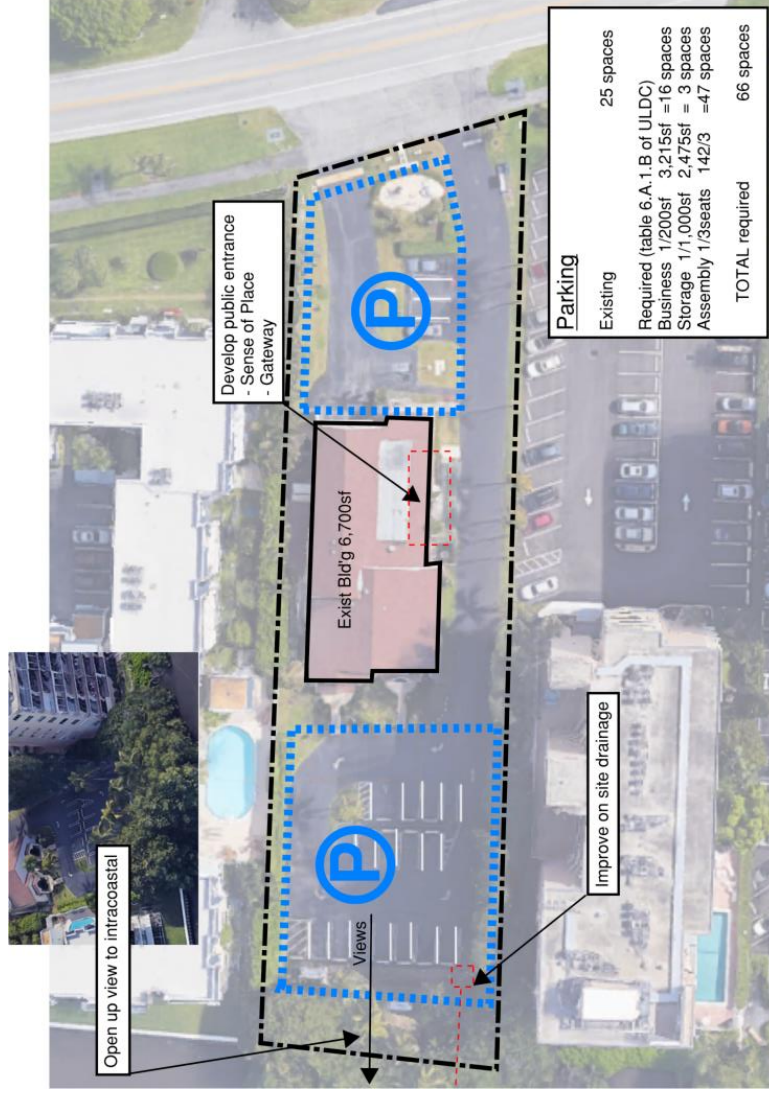 Open up view to intracoastal
Develop public entrance
- Sense of Place
- Gateway
P
Exist Bld'g 6,700sf
P
Views
Improve on site drainage
Parking
Existing 25 spaces
Required (table 6.A.1.B of ULDC)
Business 1/200sf 3,215sf =16 spaces
Storage 1/1,000sf 2,475sf = 3 spaces
Assembly 1/3seats 142/3 =47 spaces
TOTAL required 66 spaces